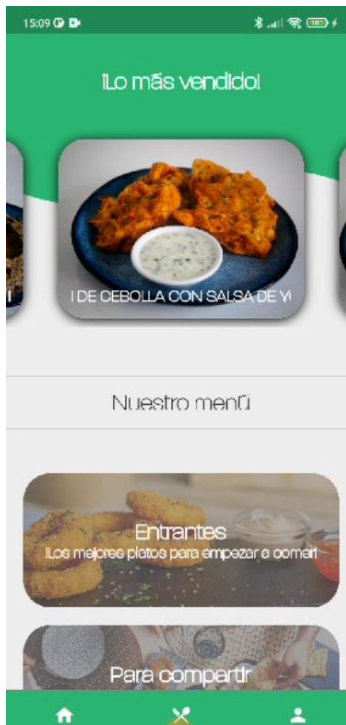 15:09
¡Lo más vendido!
I DE CEBOLLA CON SALSA DE Y
Nuestro menú
Entrantes
¡Los mejores platos para empezar a comer!
Para compartir